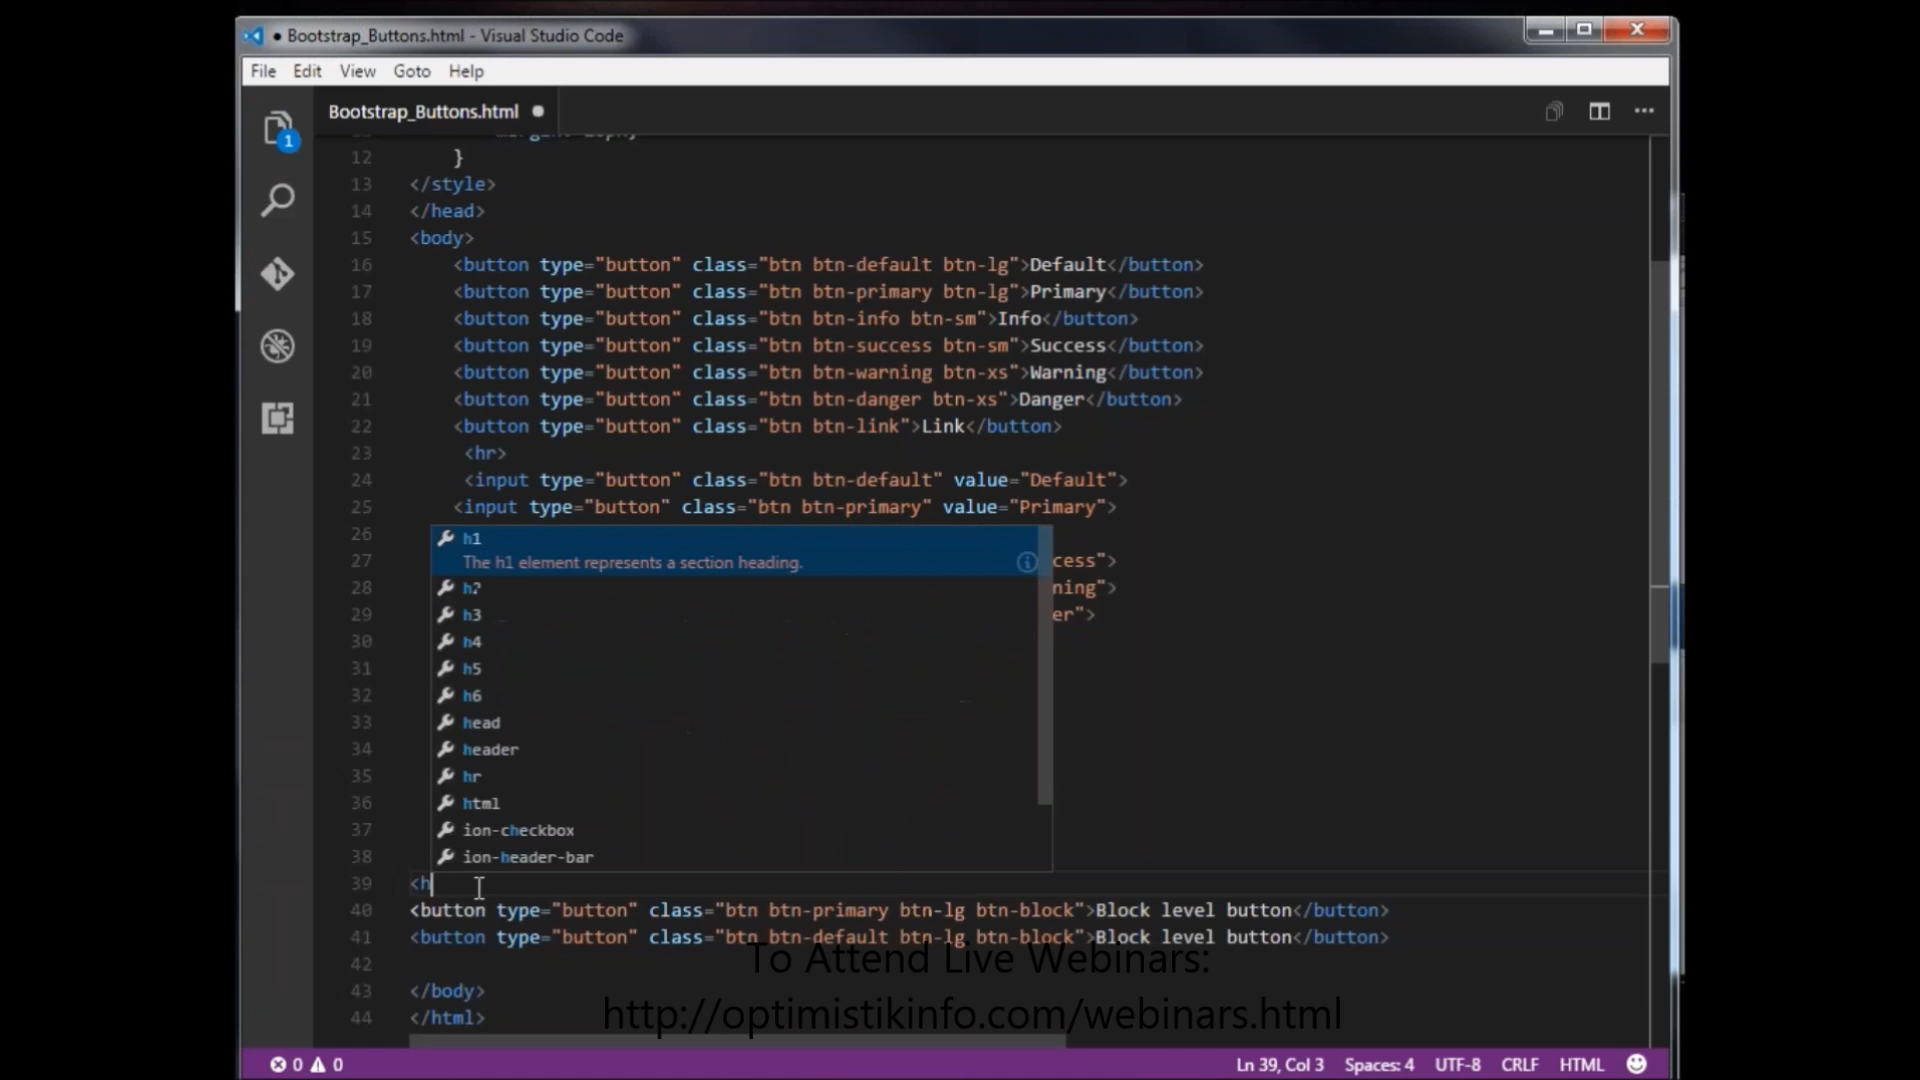 ● Bootstrap_Buttons.html - Visual Studio Code
File Edit View Goto Help
Bootstrap_Buttons.html
1
12 }
13 </style>
14 </head>
15 <body>
16 <button type="button" class="btn btn-default btn-lg">Default</button>
17 <button type="button" class="btn btn-primary btn-lg">Primary</button>
18 <button type="button" class="btn btn-info btn-sm">Info</button>
19 <button type="button" class="btn btn-success btn-sm">Success</button>
20 <button type="button" class="btn btn-warning btn-xs">Warning</button>
21 <button type="button" class="btn btn-danger btn-xs">Danger</button>
22 <button type="button" class="btn btn-link">Link</button>
23 <hr>
24 <input type="button" class="btn btn-default" value="Default">
25 <input type="button" class="btn btn-primary" value="Primary">
26 h1
The h1 element represents a section heading.
27 cess">
28 h2 ning">
29 h3 er">
30 h4
31 h5
32 h6
33 head
34 header
35 hr
36 html
37 ion-checkbox
38 ion-header-bar
39 <h
40 <button type="button" class="btn btn-primary btn-lg btn-block">Block level button</button>
41 <button type="button" class="btn btn-default btn-lg btn-block">Block level button</button>
To Attend Live Webinars:
42
43 </body>
http://optimistikinfo.com/webinars.html
44 </html>
0 0 Ln 39, Col 3 Spaces: 4 UTF-8 CRLF HTML